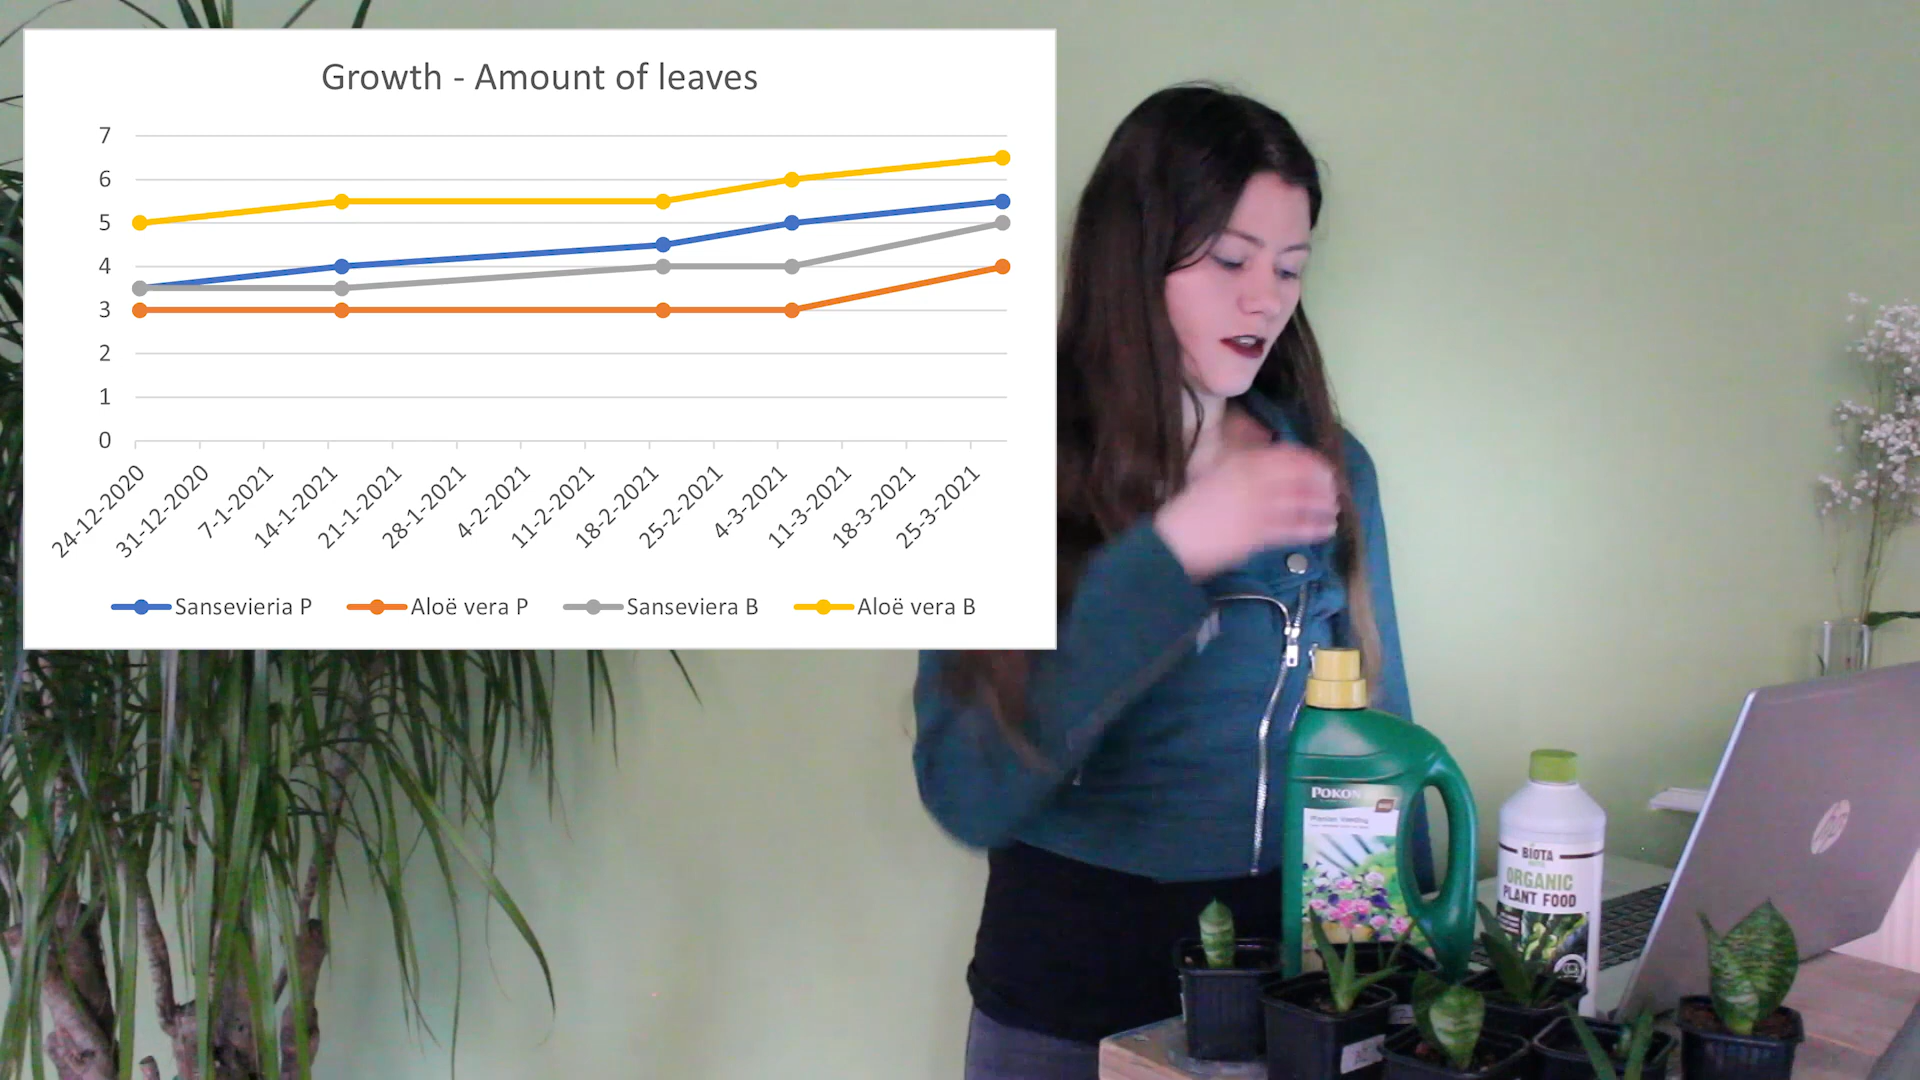 Growth - Amount of leaves
7
6
5
4
3
2
1
0
24-12-2020
31-12-2020
7-1-2021
14-1-2021
21-1-2021
28-1-2021
4-2-2021
11-2-2021
18-2-2021
25-2-2021
4-3-2021
11-3-2021
18-3-2021
25-3-2021
Sansevieria P
Aloë vera P
Sanseviera B
Aloë vera B
POKON
BIOTA
ORGANIC
PLANT FOOD
hp